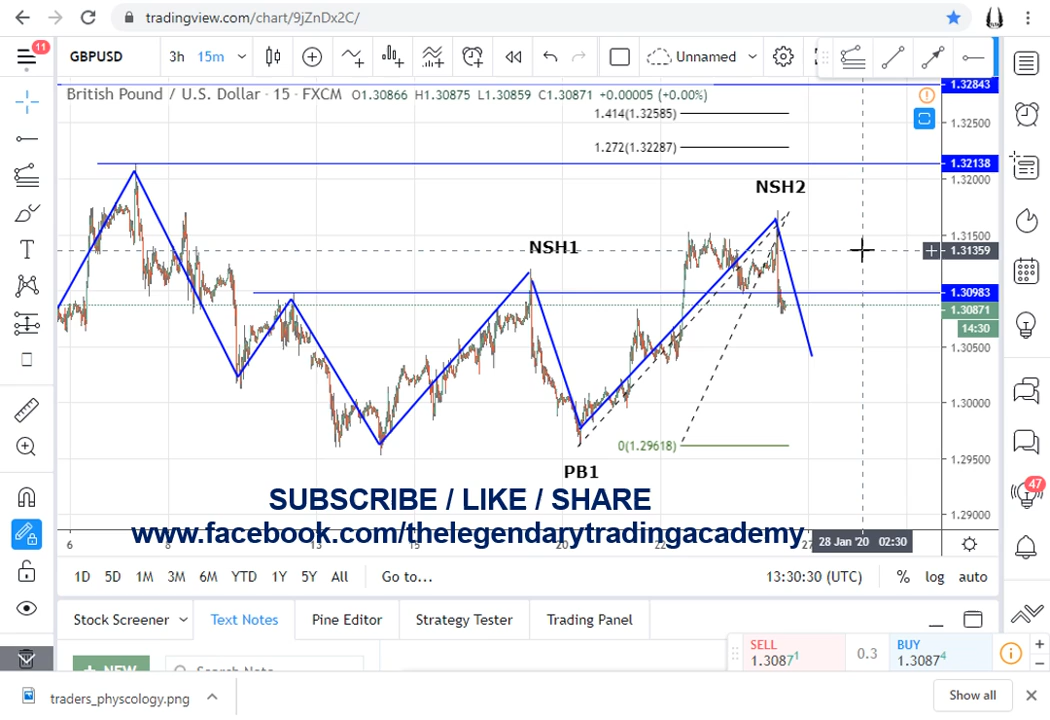 tradingview.com/chart/9jZnDx2C/
11
GBPUSD 3h 15m Unnamed
British Pound / U.S. Dollar · 15 · FXCM O1.30866 H1.30875 L1.30859 C1.30871 +0.00005 (+0.00%)
1.32843
1.414(1.32585)
1.32500
1.272(1.32287)
1.32138
1.32000
NSH2
1.31500
NSH1
1.31359
1.30983
1.30871
14:30
1.30500
1.30000
0(1.29618)
1.29500
PB1
SUBSCRIBE / LIKE / SHARE
47
1.29000
www.facebook.com/thelegendarytradingacademy
6 28 Jan '20 02:30
1D 5D 1M 3M 6M YTD 1Y 5Y All Go to... 13:30:30 (UTC) % log auto
Stock Screener Text Notes Pine Editor Strategy Tester Trading Panel
SELL 1.30871 0.3 BUY 1.30874
NEW Search Note
traders_physcology.png Show all